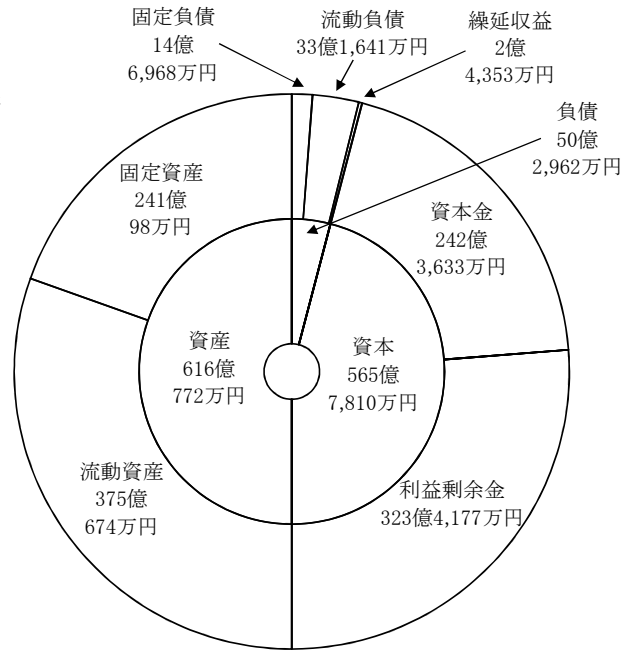 固定負債
14億
6,968万円
流動負債
33億1,641万円
繰延収益
2億
4,353万円
負債
50億
2,962万円
固定資産
241億
98万円
資本金
242億
3,633万円
資産
616億
772万円
資本
565億
7,810万円
流動資産
375億
674万円
利益剰余金
323億4,177万円